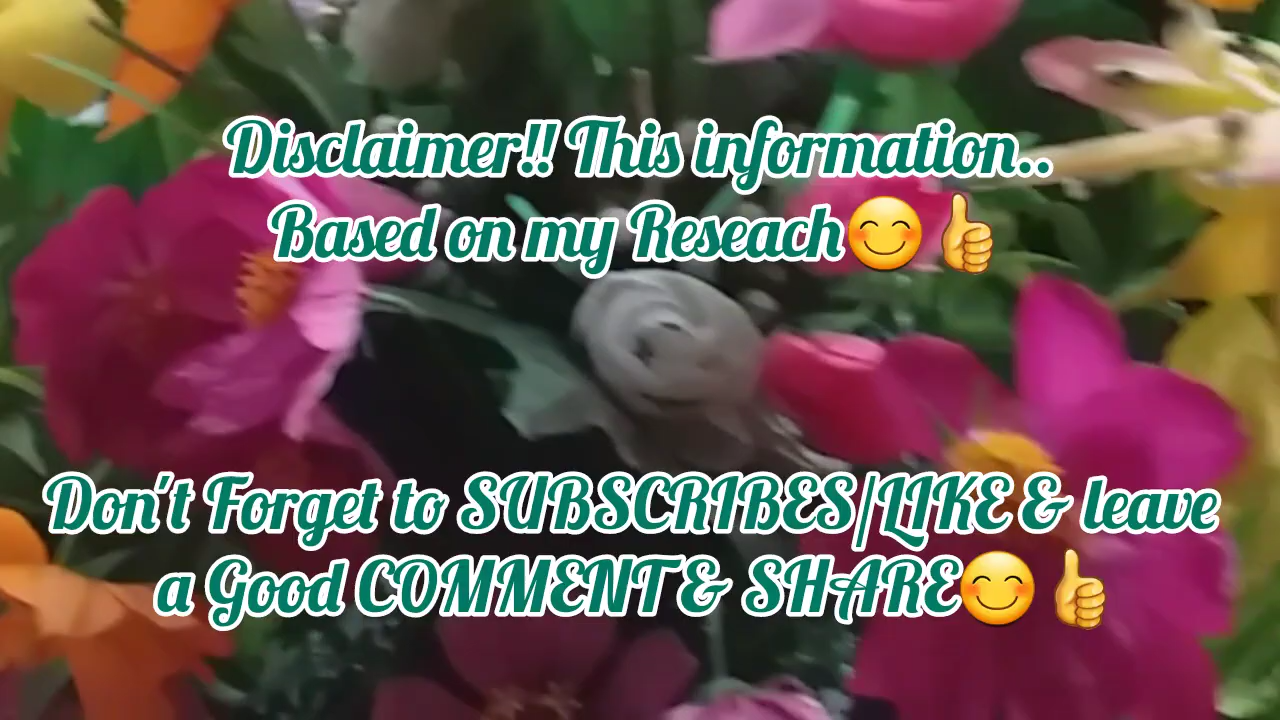 Disclaimer!! This information..
Based on my Reseach😊👍
Don't Forget to SUBSCRIBES/LIKE & leave
a Good COMMENT & SHARE😊👍